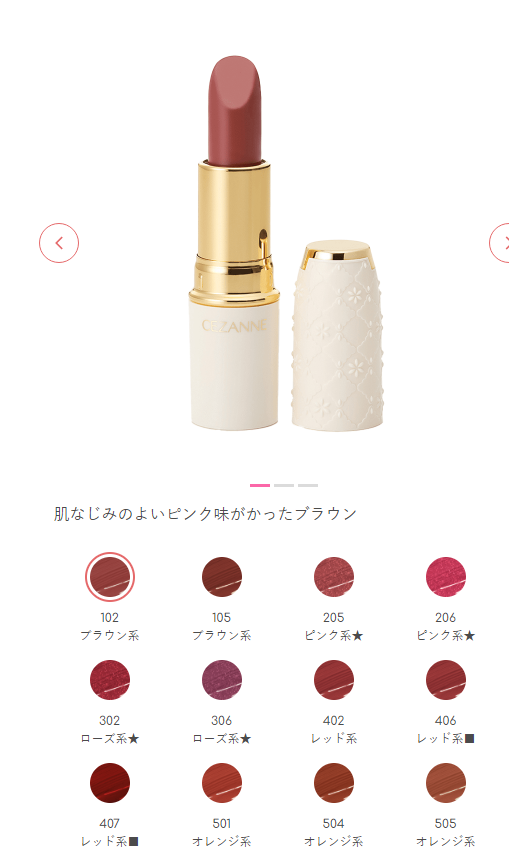 CEZANNE
肌なじみのよいピンク味がかったブラウン
102 105 205 206
ブラウン系 ブラウン系 ピンク系★ ピンク系★
302 306 402 406
ローズ系★ ローズ系★ レッド系 レッド系■
407 501 504 505
レッド系■ オレンジ系 オレンジ系 オレンジ系